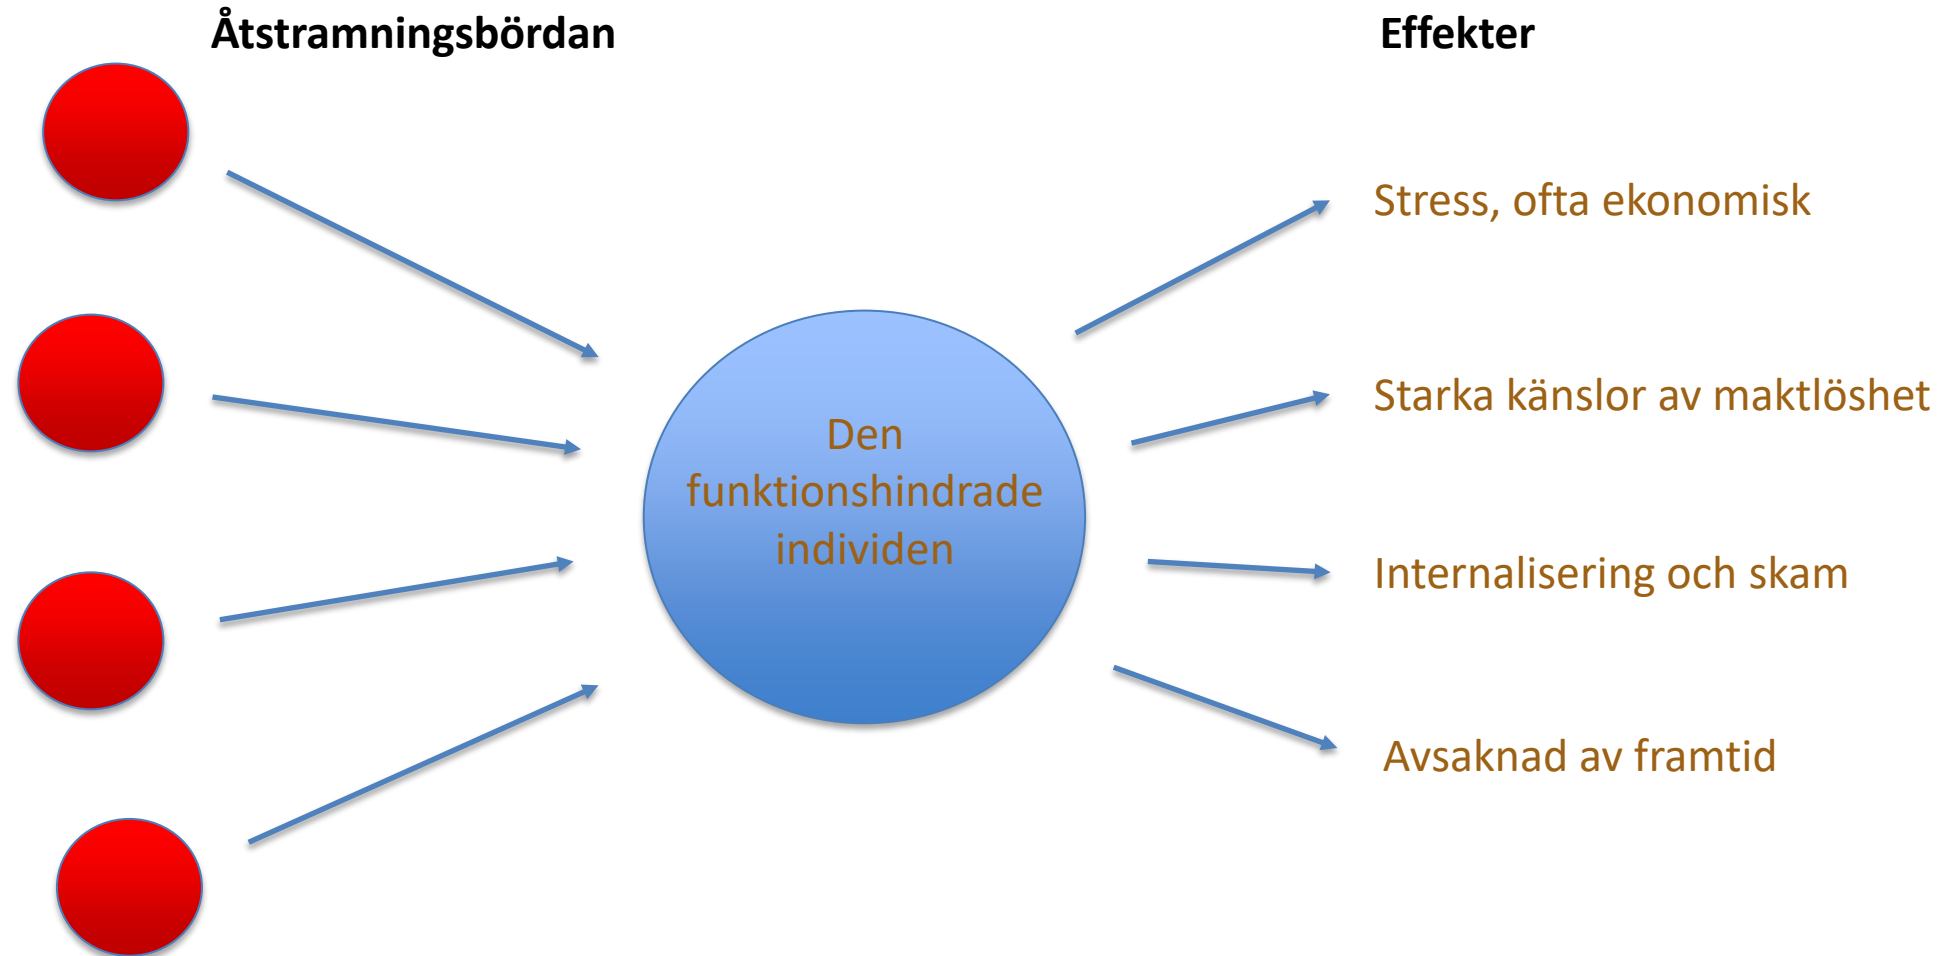 Åtstramningsbördan
Effekter
Stress, ofta ekonomisk
Starka känslor av maktlöshet
Den
funktionshindrade
individen
Internalisering och skam
Avsaknad av framtid